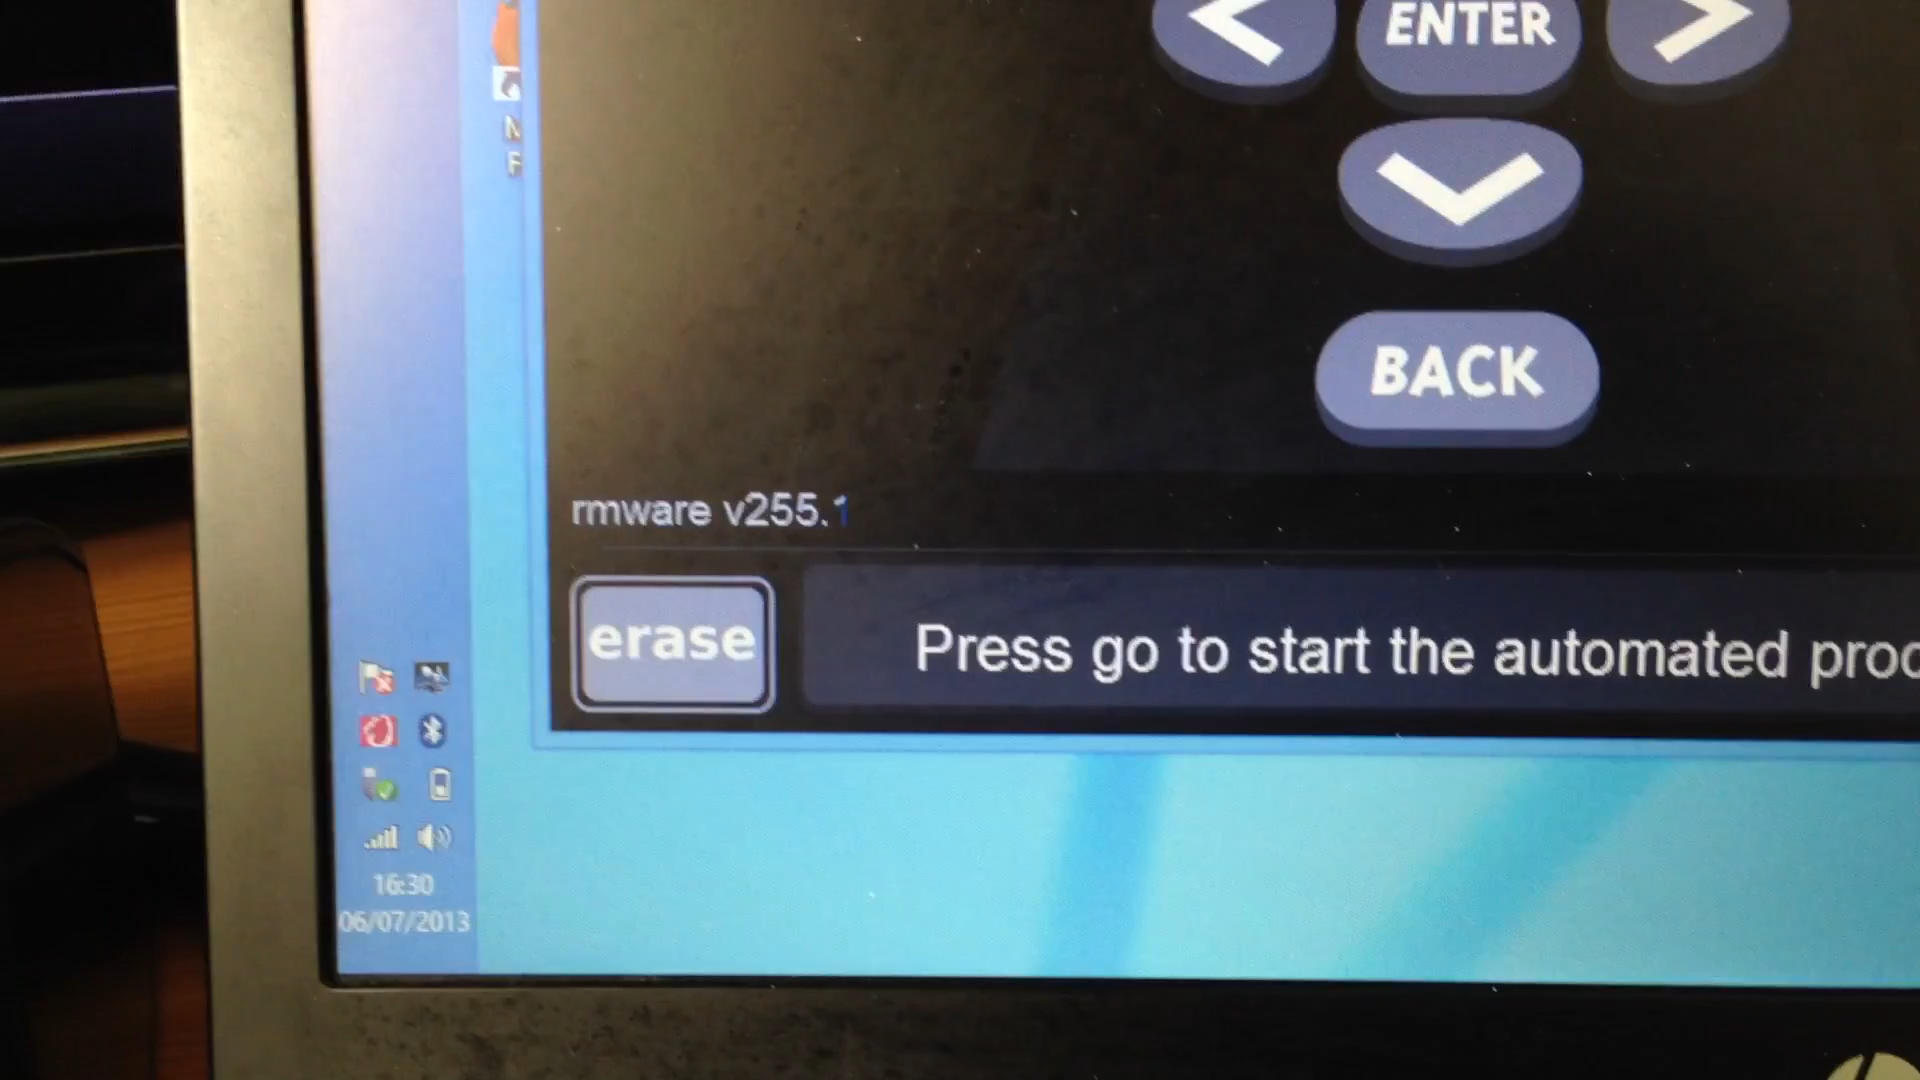 ENTER
N
F
BACK
rmware v255.1
erase
Press go to start the automated proc
16:30
06/07/2013